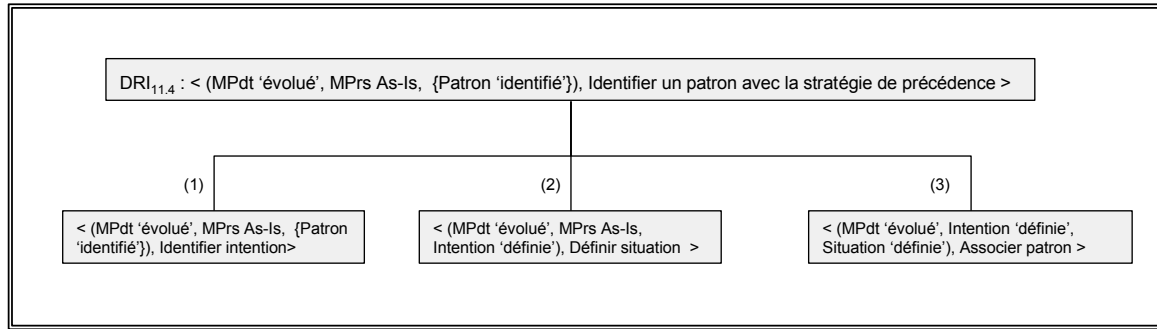 DRI11.4 : < (MPdt ‘évolué’, MPrs As-Is, {Patron ‘identifié’}), Identifier un patron avec la stratégie de précédence >
(1)
(2)
(3)
< (MPdt ‘évolué’, MPrs As-Is, {Patron
‘identifié’}), Identifier intention>
< (MPdt ‘évolué’, MPrs As-Is,
Intention ‘définie’), Définir situation >
< (MPdt ‘évolué’, Intention ‘définie’,
Situation ‘définie’), Associer patron >